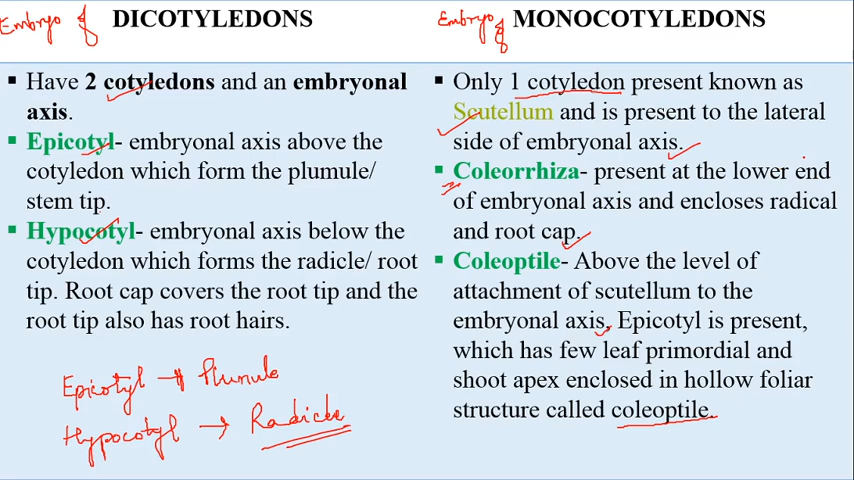 Embryo of DICOTYLEDONS
▪ Have 2 cotyledons and an embryonal
axis.
▪ Epicotyl- embryonal axis above the
cotyledon which form the plumule/
stem tip.
▪ Hypocotyl- embryonal axis below the
cotyledon which forms the radicle/ root
tip. Root cap covers the root tip and the
root tip also has root hairs.
Epicotyl → Plumule
Hypocotyl → Radicle
Embryo of MONOCOTYLEDONS
▪ Only 1 cotyledon present known as
Scutellum and is present to the lateral
side of embryonal axis.
▪ Coleorrhiza- present at the lower end
of embryonal axis and encloses radical
and root cap.
▪ Coleoptile- Above the level of
attachment of scutellum to the
embryonal axis, Epicotyl is present,
which has few leaf primordial and
shoot apex enclosed in hollow foliar
structure called coleoptile.